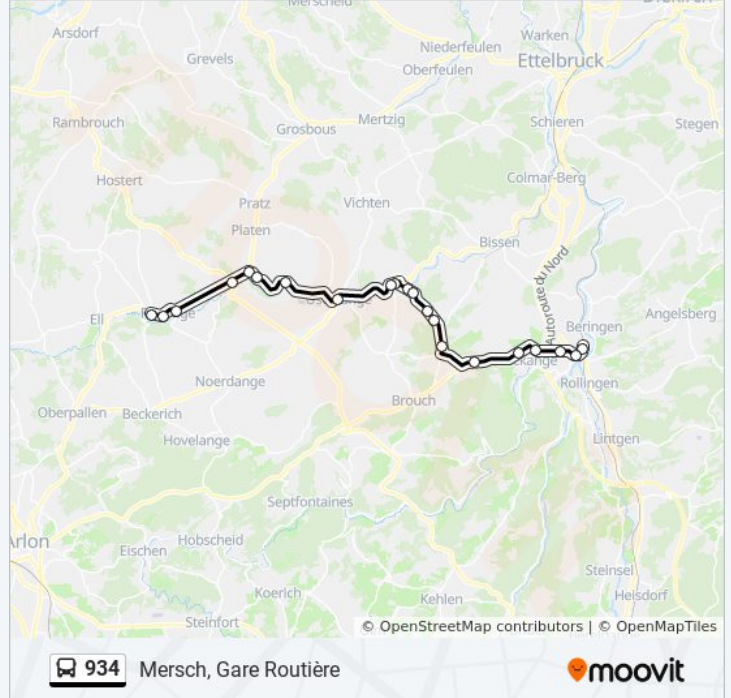 Merscheid
Arsdorf
Warken
Niederfeulen
Ettelbruck
Grevels
Oberfeulen
Rambrouch
Mertzig
Schieren
Stegen
Grosbous
Hostert
Colmar-Berg
Pratz
Vichten
Platen
Bissen
Autoroute du Nord
Ell
Angelsberg
Beringen
Noerdange
Rollingen
Oberpallen
Beckerich
Brouch
Hovelange
Lintgen
Septfontaines
Arlon
Hobscheid
Eischen
Steinsel
Koerich
Kehlen
Heisdorf
Steinfort
© OpenStreetMap contributors | © OpenMapTiles
934 Mersch, Gare Routière
moovit